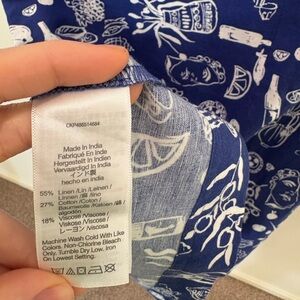 CKP486514684
Made In India
Fabriqué En Inde
Hergestellt In Indien
Vervaardigd In India
インド製
hecho en indio
55% Linen /Lin /Leinen/
Linnen /麻/ lino
27% Cotton /Coton /
Baumwolle /Katoen /綿 /
algodón
18% Viscose /Viscose /
Viskose /Viscose/
レーヨン /Viscosa
Machine Wash Cold With Like
Colors. Non-Chlorine Bleach
Only. Tumble Dry Low. Iron
On Lowest Setting.